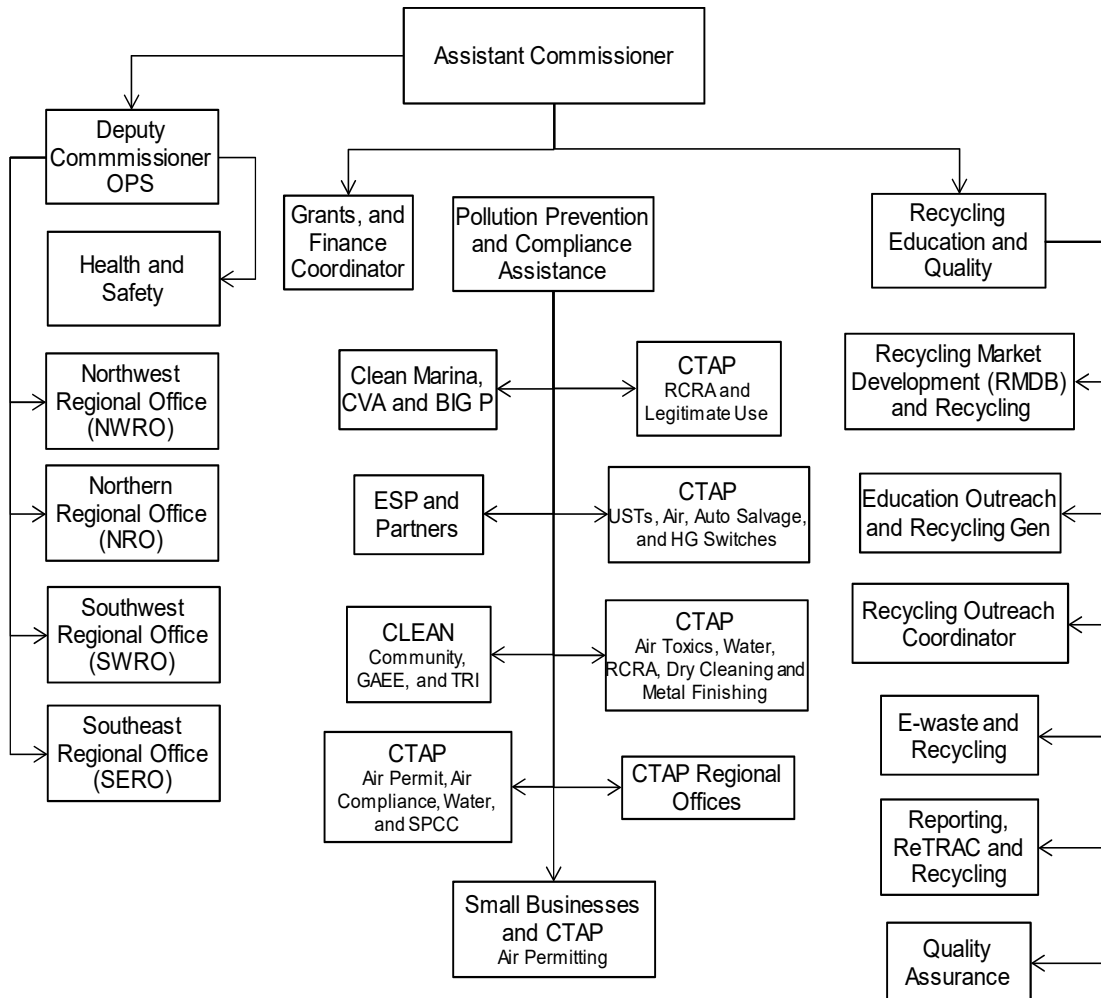 Assistant Commissioner
Deputy
Commmissioner
OPS
Health and
Safety
Northwest
Regional Office
(NWRO)
Northern
Regional Office
(NRO)
Southwest
Regional Office
(SWRO)
Southeast
Regional Office
(SERO)
Grants, and
Finance
Coordinator
Pollution Prevention
and Compliance
Assistance
Clean Marina,
CVA and BIG P
CTAP
RCRA and
Legitimate Use
ESP and
Partners
CTAP
USTs, Air, Auto Salvage,
and HG Switches
CLEAN
Community,
GAEE, and TRI
CTAP
Air Toxics, Water,
RCRA, Dry Cleaning and
Metal Finishing
CTAP
Air Permit, Air
Compliance, Water,
and SPCC
CTAP Regional
Offices
Small Businesses
and CTAP
Air Permitting
Recycling
Education and
Quality
Recycling Market
Development (RMDB)
and Recycling
Education Outreach
and Recycling Gen
Recycling Outreach
Coordinator
E-waste and
Recycling
Reporting,
ReTRAC and
Recycling
Quality
Assurance